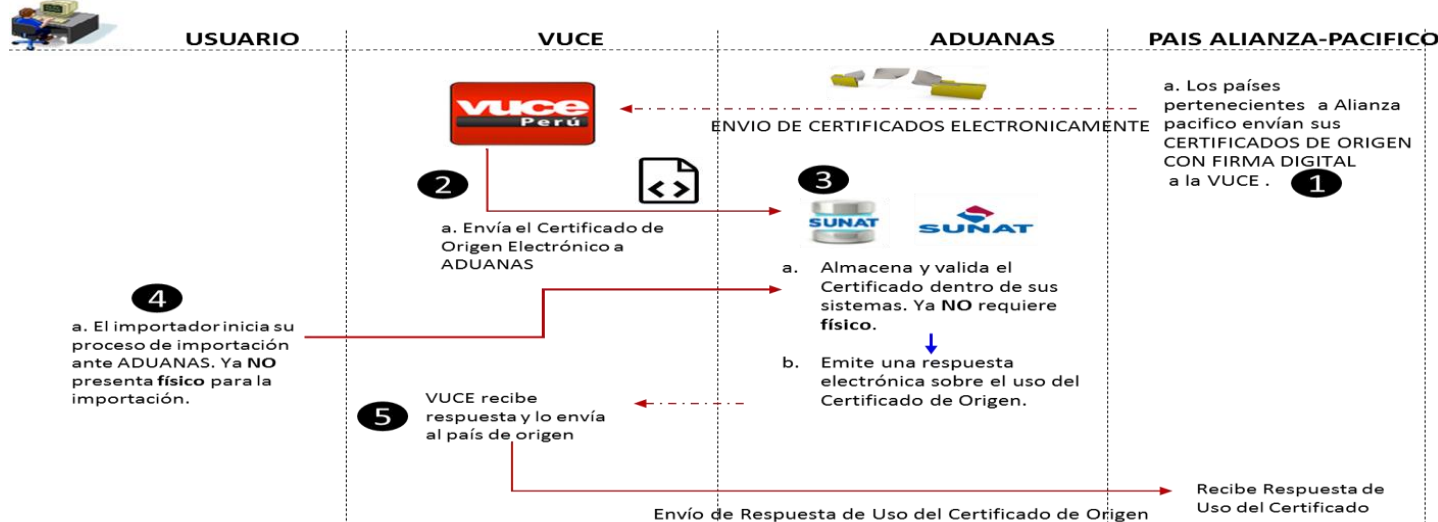 USUARIO
VUCE
ADUANAS
PAIS ALIANZA-PACIFICO
vuce
Perú
ENVIO DE CERTIFICADOS ELECTRONICAMENTE
a. Los países
pertenecientes a Alianza
pacifico envían sus
CERTIFICADOS DE ORIGEN
CON FIRMA DIGITAL
a la VUCE .
1
2
a. Envía el Certificado de
Origen Electrónico a
ADUANAS
3
SUNAT
SUNAT
a. Almacena y valida el
Certificado dentro de sus
sistemas. Ya NO requiere
físico.
b. Emite una respuesta
electrónica sobre el uso del
Certificado de Origen.
4
a. El importador inicia su
proceso de importación
ante ADUANAS. Ya NO
presenta físico para la
importación.
5
VUCE recibe
respuesta y lo envía
al país de origen
Envío de Respuesta de Uso del Certificado de Origen
Recibe Respuesta de
Uso del Certificado